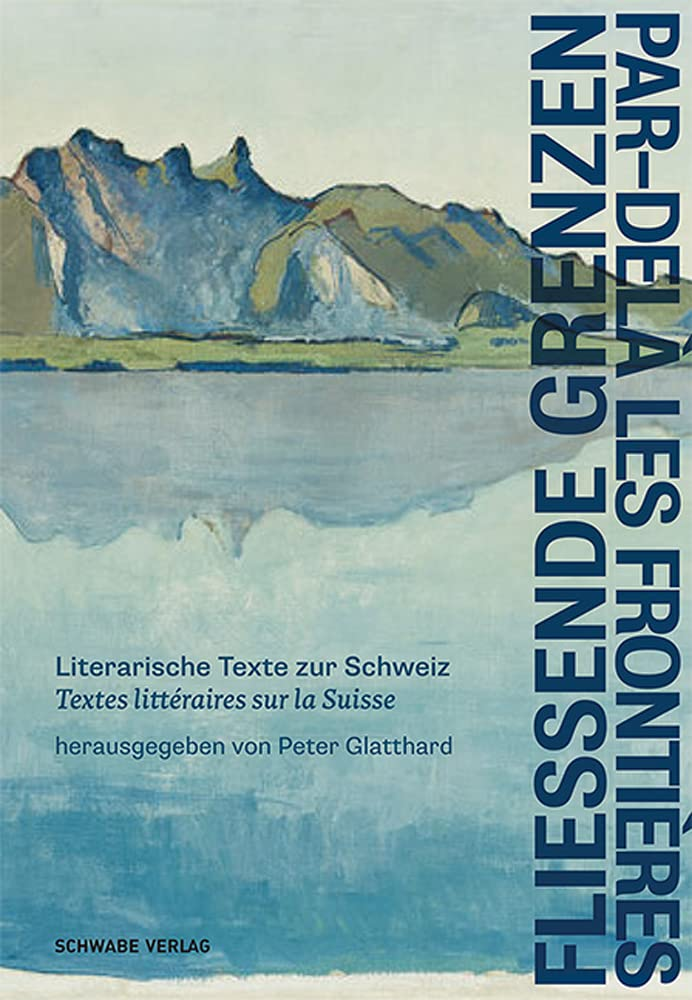 FLIESSENDE GRENZEN
PAR-DELÀ LES FRONTIÈRES
Literarische Texte zur Schweiz
Textes littéraires sur la Suisse
herausgegeben von Peter Glatthard
SCHWABE VERLAG